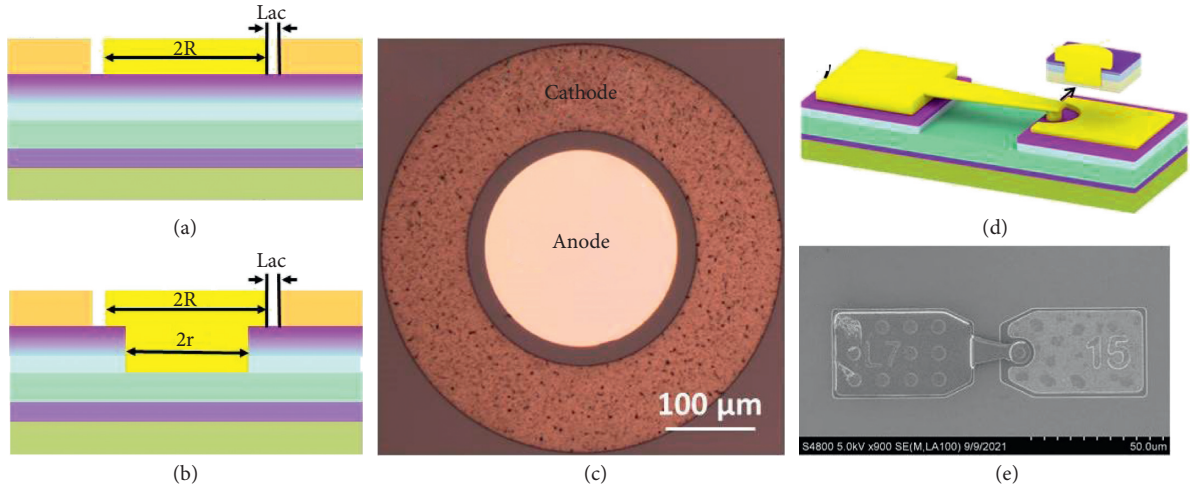 Lac
2R
(a)
Lac
2R
2r
(b)
Cathode
Anode
100 µm
(c)
(d)
L7
15
S4800 5.0kV x900 SE(M,LA100) 9/9/2021
50.0um
(e)